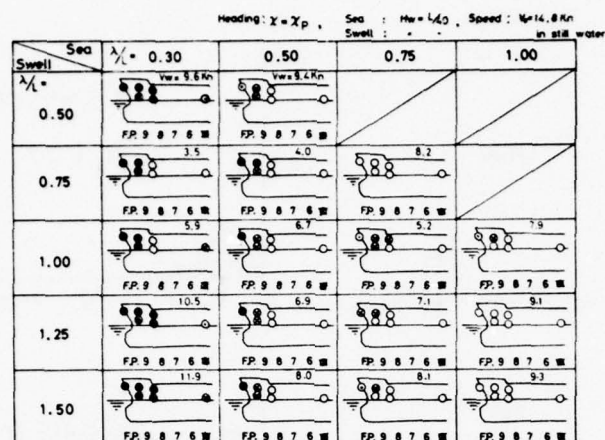 Heading : χ = χp , Sea : Hw = L/40 , Speed : V₀=14.8 Kn
Swell : " " in still water
Sea λ/L = 0.30 0.50 0.75 1.00
Swell
λ/L =
0.50 Vw = 9.6 Kn Vw = 9.4 Kn
F.P. 9 8 7 6 F.P. 9 8 7 6
0.75 3.5 4.0 8.2
F.P. 9 8 7 6 F.P. 9 8 7 6 F.P. 9 8 7 6
1.00 5.9 6.7 5.2 7.9
F.P. 9 8 7 6 F.P. 9 8 7 6 F.P. 9 8 7 6 F.P. 9 8 7 6
1.25 10.5 6.9 7.1 9.1
F.P. 9 8 7 6 F.P. 9 8 7 6 F.P. 9 8 7 6 F.P. 9 8 7 6
1.50 11.9 8.0 8.1 9.3
F.P. 9 8 7 6 F.P. 9 8 7 6 F.P. 9 8 7 6 F.P. 9 8 7 6